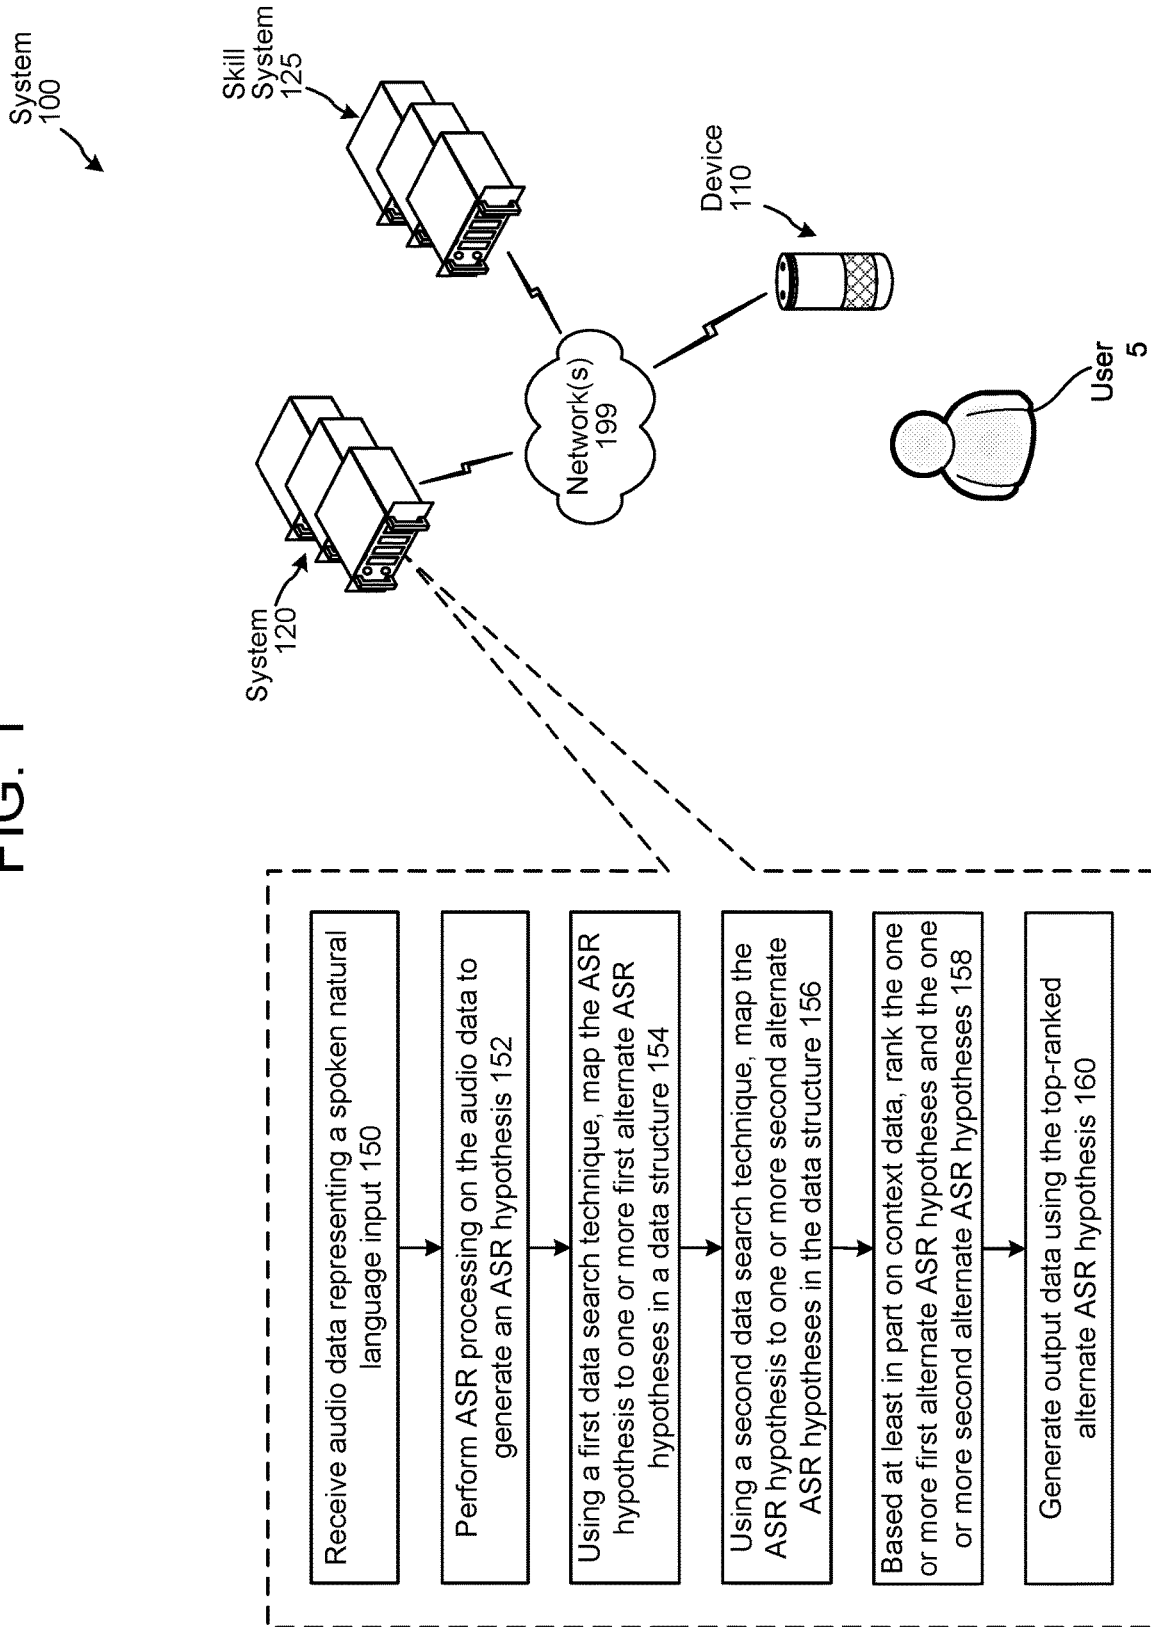 FIG. 1
System
100
Skill
System
125
System
120
Device
110
Network(s)
199
User
5
Receive audio data representing a spoken natural
language input 150
Perform ASR processing on the audio data to
generate an ASR hypothesis 152
Using a first data search technique, map the ASR
hypothesis to one or more first alternate ASR
hypotheses in a data structure 154
Using a second data search technique, map the
ASR hypothesis to one or more second alternate
ASR hypotheses in the data structure 156
Based at least in part on context data, rank the one
or more first alternate ASR hypotheses and the one
or more second alternate ASR hypotheses 158
Generate output data using the top-ranked
alternate ASR hypothesis 160